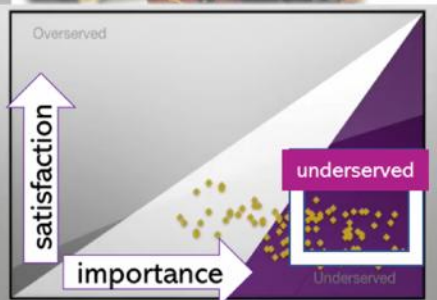 Overserved
satisfaction
underserved
importance
Underserved